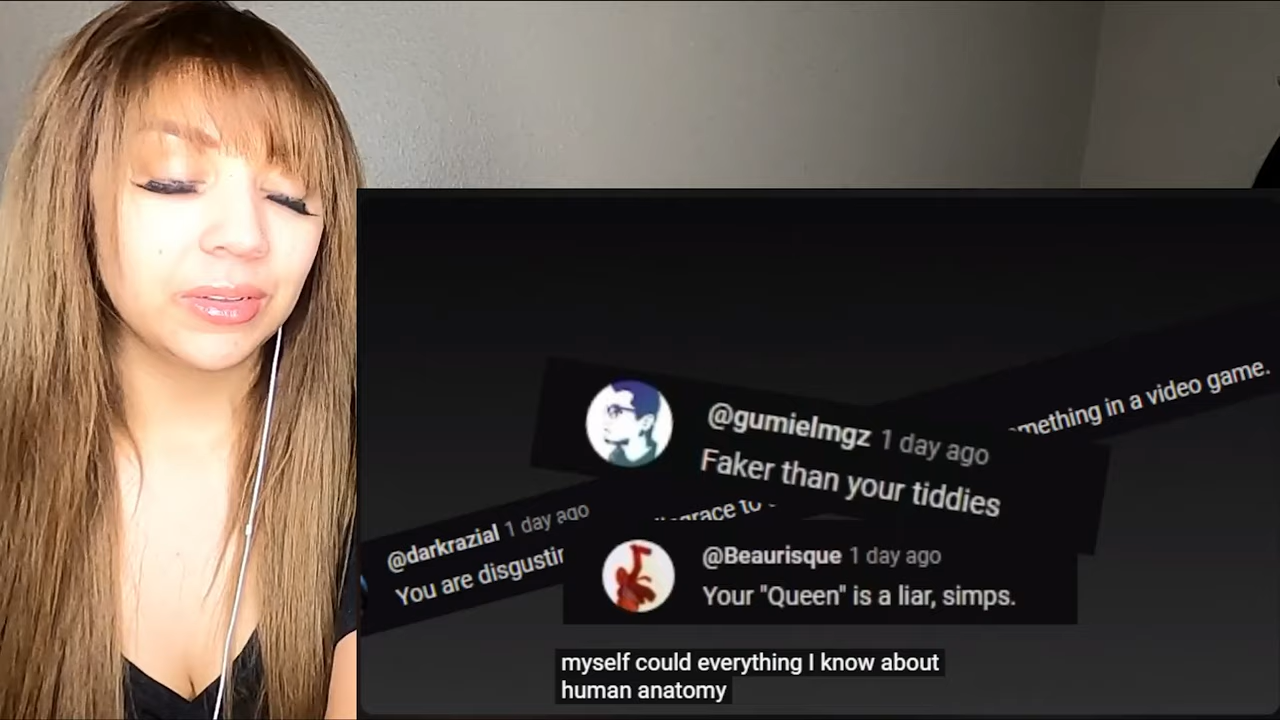 mething in a video game.
@gumielmgz 1 day ago
Faker than your tiddies
@darkrazial 1 day ago
You are disgustin
@Beaurisque 1 day ago
Your "Queen" is a liar, simps.
myself could everything I know about
human anatomy